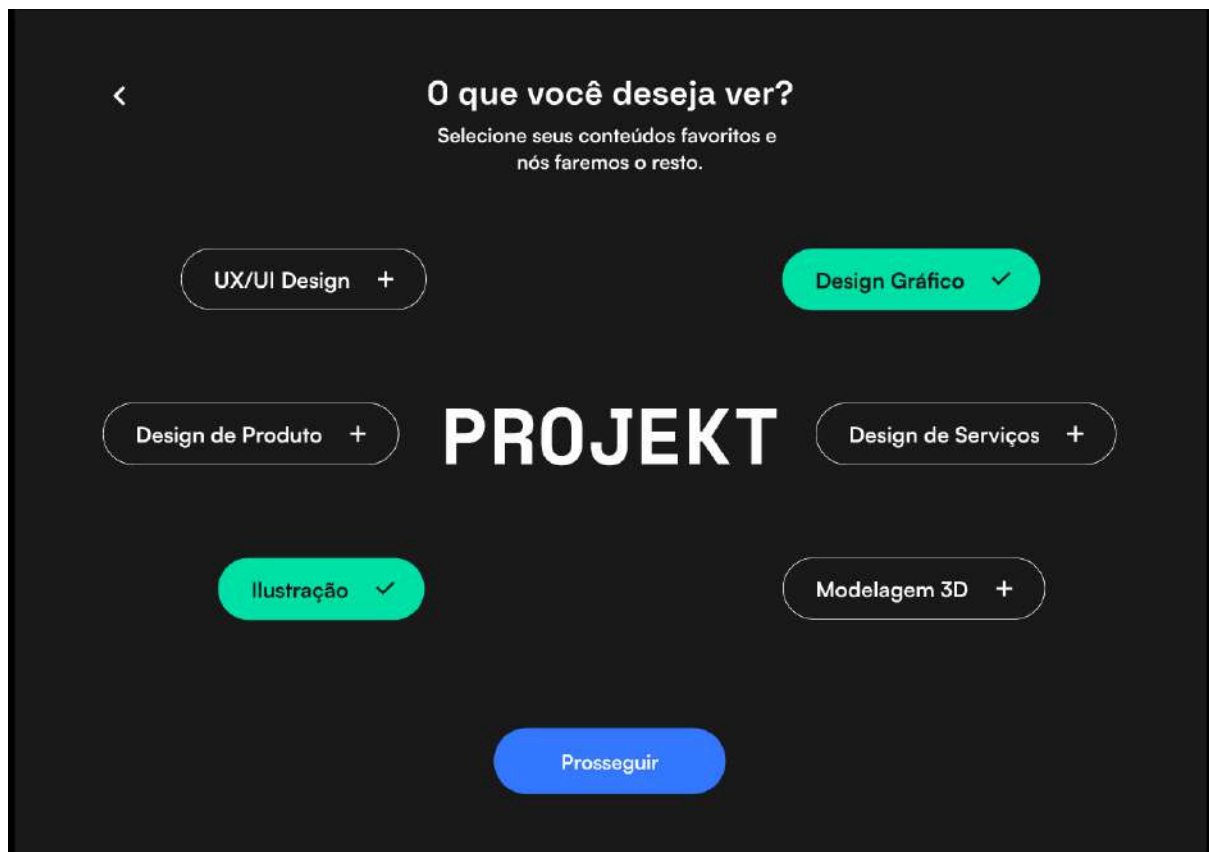 O que você deseja ver?
Selecione seus conteúdos favoritos e
nós faremos o resto.
UX/UI Design +
Design Gráfico
Design de Produto +
PROJEKT
Design de Serviços +
Ilustração
Modelagem 3D +
Prosseguir